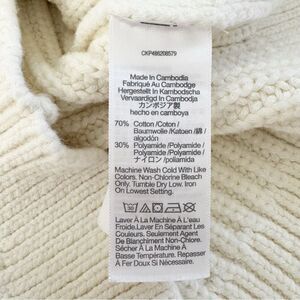 CKP486208579
Made In Cambodia
Fabriqué Au Cambodge
Hergestellt In Kambodscha
Vervaardigd In Cambodja
カンボジア製
hecho en camboya
70% Cotton /Coton/
Baumwolle /Katoen /綿/
algodón
30% Polyamide /Polyamide/
Polyamide /Polyamide/
ナイロン /poliamida
Machine Wash Cold With Like
Colors. Non-Chlorine Bleach
Only. Tumble Dry Low. Iron
On Lowest Setting.
Laver À La Machine À L'eau
Froide.Laver En Séparant Les
Couleurs. Seulement Agent
De Blanchiment Non-Chloric.
Sécher À La Machine À
Basse Température. Repasser
À Fer Doux Si Nécessaire.